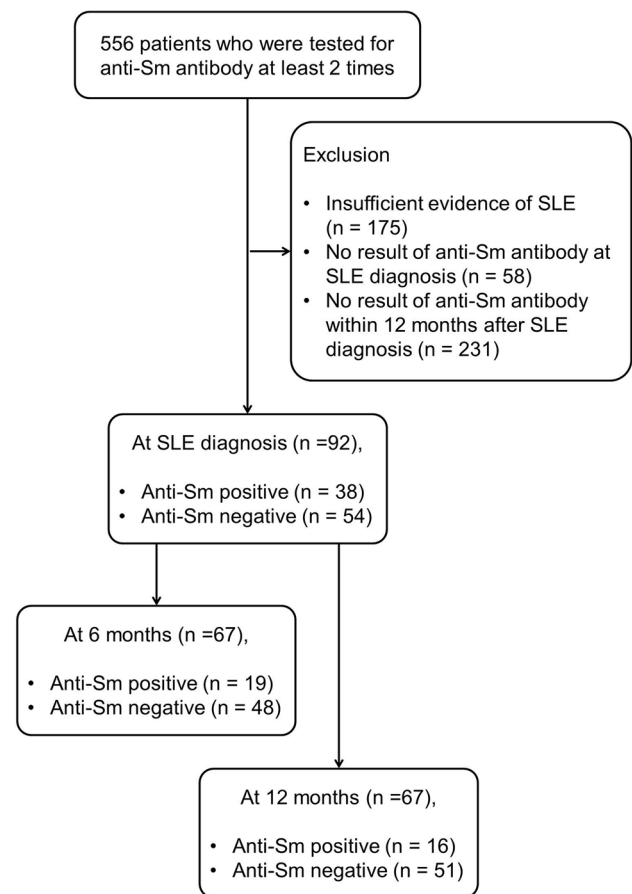 556 patients who were tested for
anti-Sm antibody at least 2 times
Exclusion
• Insufficient evidence of SLE
(n = 175)
• No result of anti-Sm antibody at
SLE diagnosis (n = 58)
• No result of anti-Sm antibody
within 12 months after SLE
diagnosis (n = 231)
At SLE diagnosis (n =92),
• Anti-Sm positive (n = 38)
• Anti-Sm negative (n = 54)
At 6 months (n =67),
• Anti-Sm positive (n = 19)
• Anti-Sm negative (n = 48)
At 12 months (n =67),
• Anti-Sm positive (n = 16)
• Anti-Sm negative (n = 51)